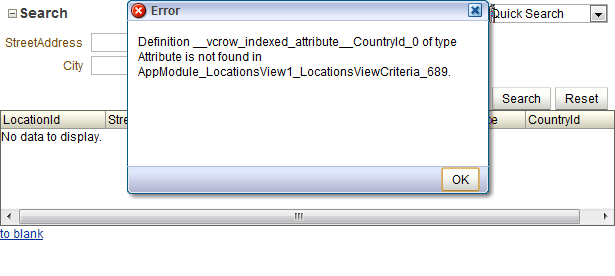 Search
Error
Quick Search
Definition __vcrow_indexed_attribute__CountryId_0 of type
Attribute is not found in
AppModule_LocationsView1_LocationsViewCriteria_689.
StreetAddress
City
Search Reset
LocationId CountryId
No data to display.
OK
to blank